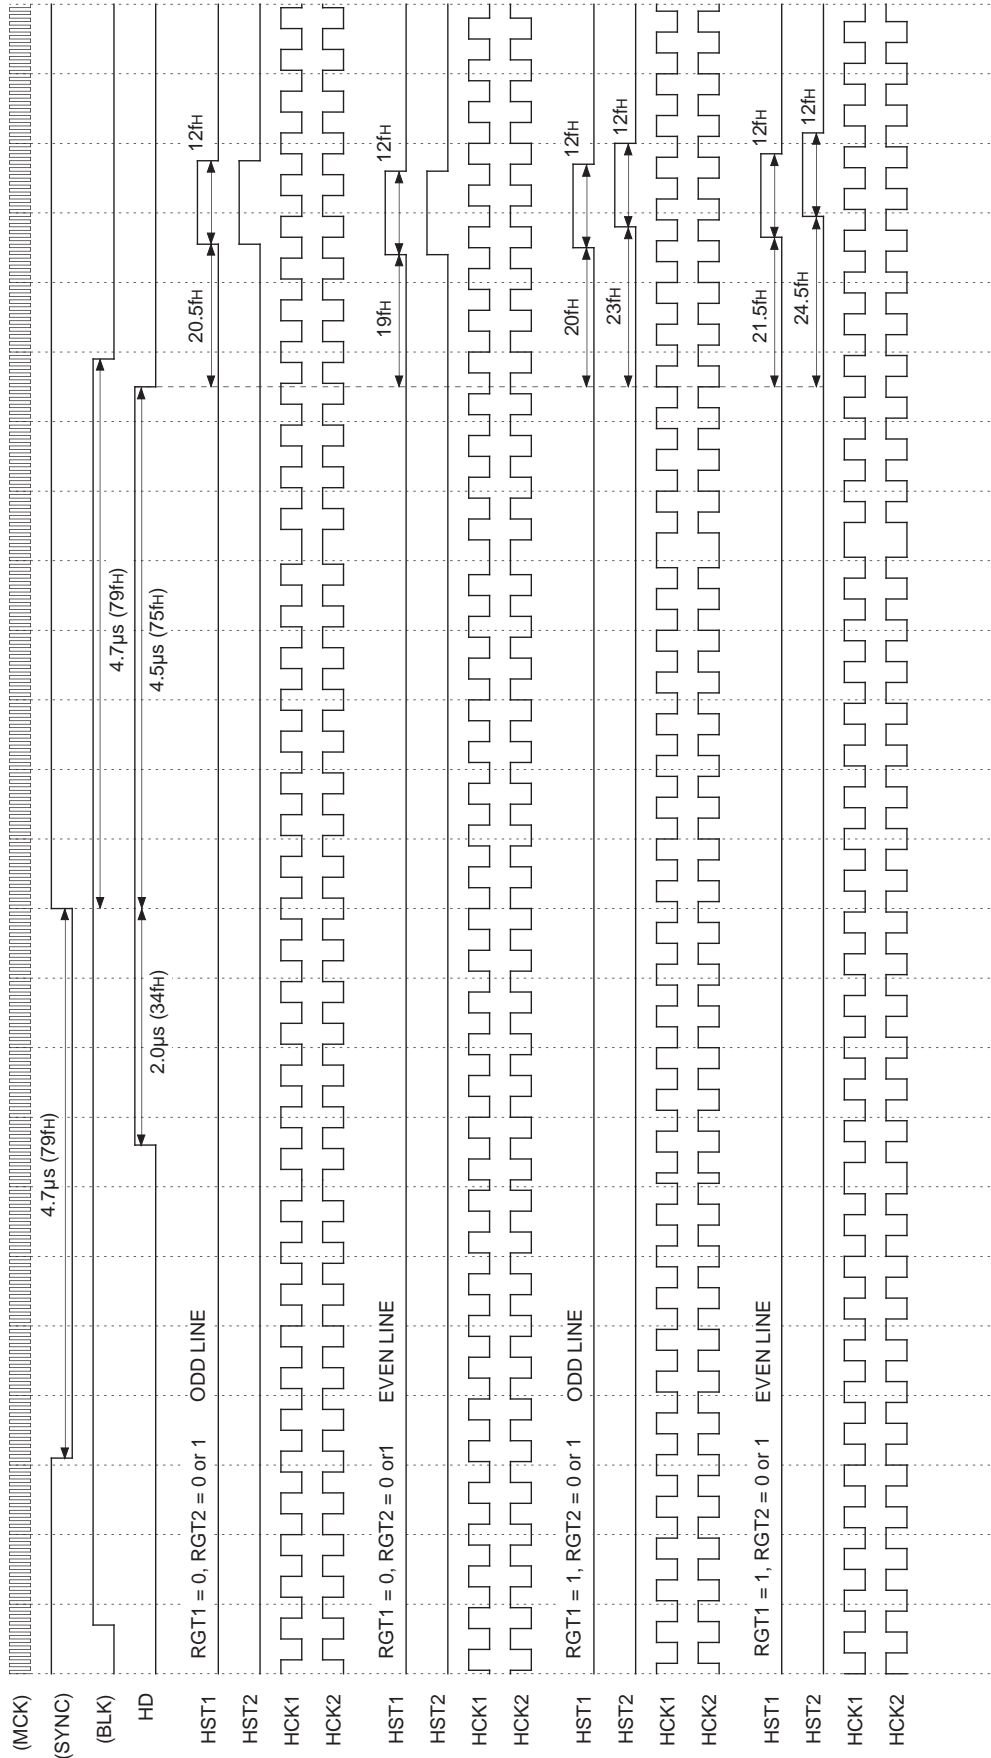 (MCK)
(SYNC)
4.7µs (79fH)
(BLK)
4.7µs (79fH)
HD
2.0µs (34fH)
4.5µs (75fH)
RGT1 = 0, RGT2 = 0 or 1 ODD LINE
HST1
20.5fH
12fH
HST2
HCK1
HCK2
RGT1 = 0, RGT2 = 0 or1 EVEN LINE
HST1
19fH
12fH
HST2
HCK1
HCK2
RGT1 = 1, RGT2 = 0 or 1 ODD LINE
HST1
20fH
12fH
HST2
23fH
12fH
HCK1
HCK2
RGT1 = 1, RGT2 = 0 or 1 EVEN LINE
HST1
21.5fH
12fH
HST2
24.5fH
12fH
HCK1
HCK2